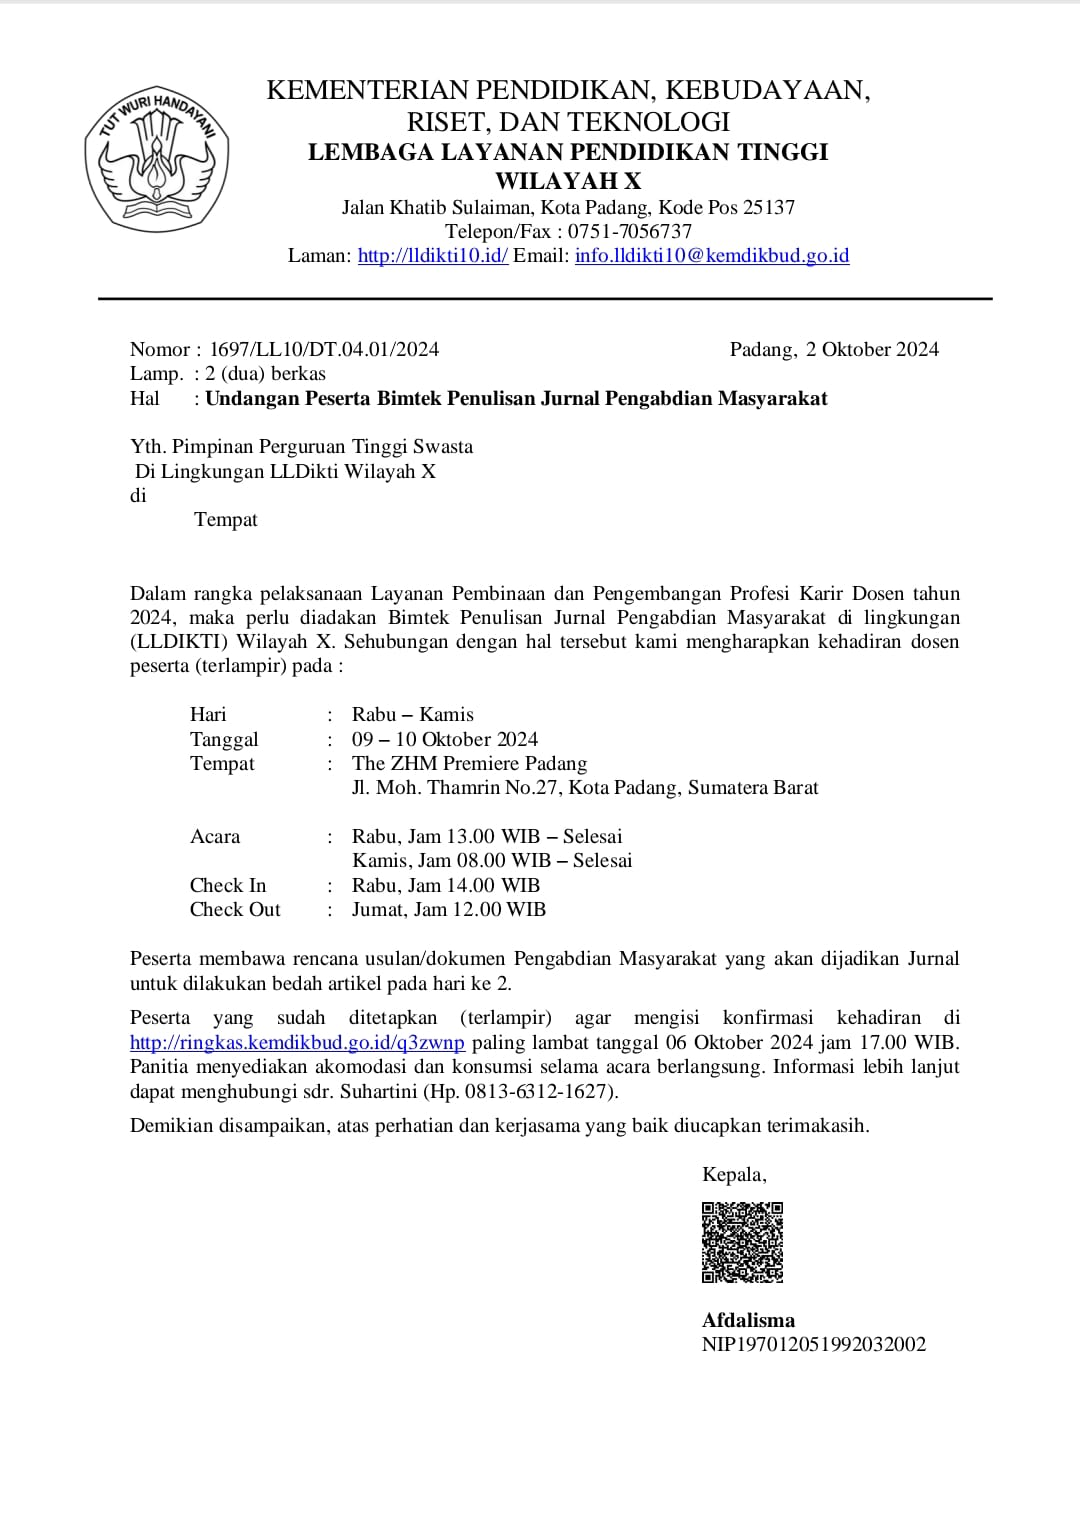 TUT WURI HANDAYANI
KEMENTERIAN PENDIDIKAN, KEBUDAYAAN,
RISET, DAN TEKNOLOGI
LEMBAGA LAYANAN PENDIDIKAN TINGGI
WILAYAH X
Jalan Khatib Sulaiman, Kota Padang, Kode Pos 25137
Telepon/Fax : 0751-7056737
Laman: http://lldikti10.id/ Email: info.lldikti10@kemdikbud.go.id
Nomor : 1697/LL10/DT.04.01/2024 Padang, 2 Oktober 2024
Lamp. : 2 (dua) berkas
Hal : Undangan Peserta Bimtek Penulisan Jurnal Pengabdian Masyarakat
Yth. Pimpinan Perguruan Tinggi Swasta
Di Lingkungan LLDikti Wilayah X
di
Tempat
Dalam rangka pelaksanaan Layanan Pembinaan dan Pengembangan Profesi Karir Dosen tahun
2024, maka perlu diadakan Bimtek Penulisan Jurnal Pengabdian Masyarakat di lingkungan
(LLDIKTI) Wilayah X. Sehubungan dengan hal tersebut kami mengharapkan kehadiran dosen
peserta (terlampir) pada :
Hari : Rabu – Kamis
Tanggal : 09 – 10 Oktober 2024
Tempat : The ZHM Premiere Padang
Jl. Moh. Thamrin No.27, Kota Padang, Sumatera Barat
Acara : Rabu, Jam 13.00 WIB – Selesai
Kamis, Jam 08.00 WIB – Selesai
Check In : Rabu, Jam 14.00 WIB
Check Out : Jumat, Jam 12.00 WIB
Peserta membawa rencana usulan/dokumen Pengabdian Masyarakat yang akan dijadikan Jurnal
untuk dilakukan bedah artikel pada hari ke 2.
Peserta yang sudah ditetapkan (terlampir) agar mengisi konfirmasi kehadiran di
http://ringkas.kemdikbud.go.id/q3zwnp paling lambat tanggal 06 Oktober 2024 jam 17.00 WIB.
Panitia menyediakan akomodasi dan konsumsi selama acara berlangsung. Informasi lebih lanjut
dapat menghubungi sdr. Suhartini (Hp. 0813-6312-1627).
Demikian disampaikan, atas perhatian dan kerjasama yang baik diucapkan terimakasih.
Kepala,
Afdalisma
NIP197012051992032002